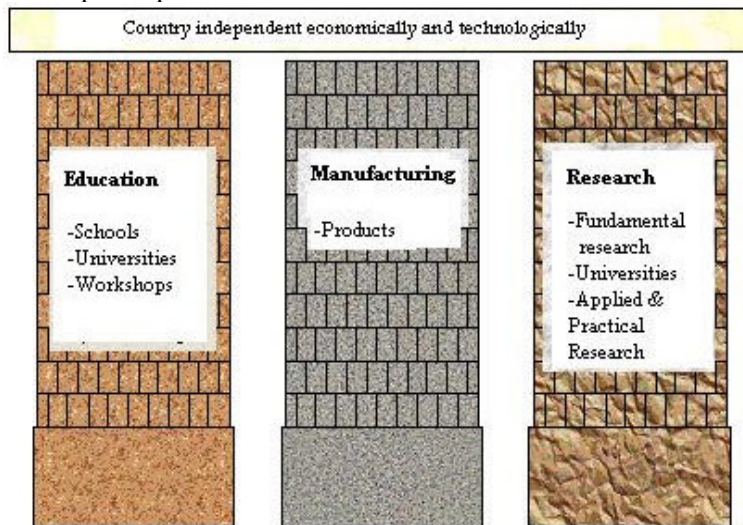 Country independent economically and technologically
Education
-Schools
-Universities
-Workshops
Manufacturing
-Products
Research
-Fundamental
research
-Universities
-Applied &
Practical
Research